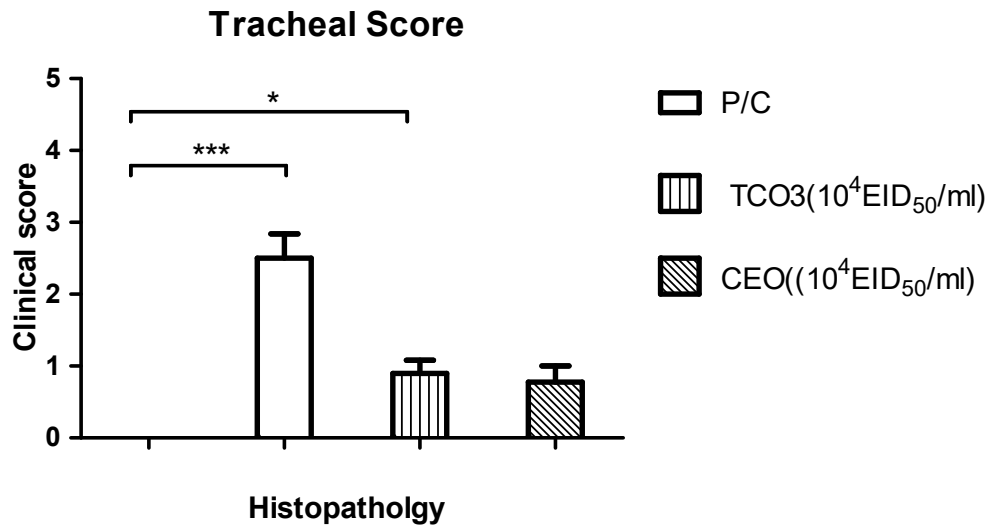 Tracheal Score
5
4
3
2
1
0
Clinical score
*
***
Histopatholgy
P/C
TCO3(10⁴EID₅₀/ml)
CEO((10⁴EID₅₀/ml)